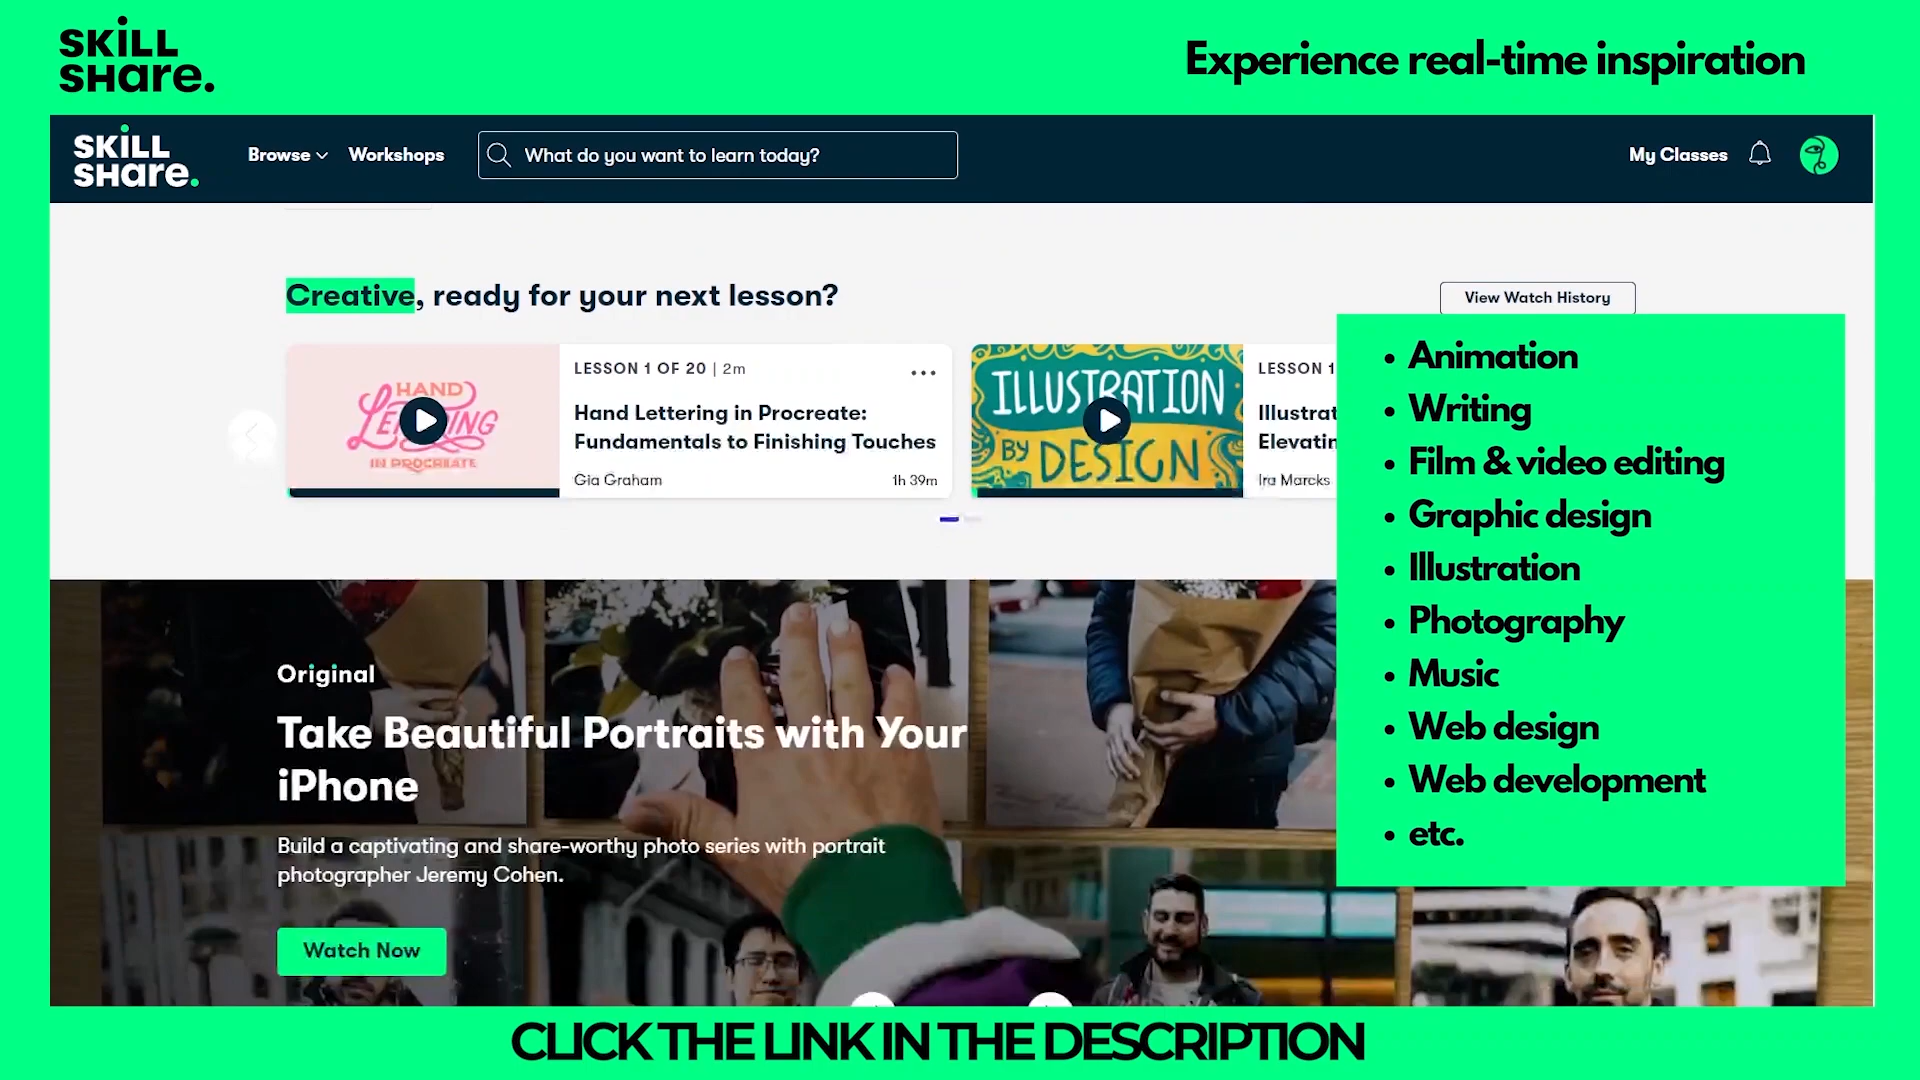 SKiLL
SHare.
Experience real-time inspiration
SKiLL
SHare.
Browse
Workshops
What do you want to learn today?
My Classes
Creative, ready for your next lesson?
View Watch History
HAND
LETTERING
IN PROCREATE
LESSON 1 OF 20 | 2m
Hand Lettering in Procreate:
Fundamentals to Finishing Touches
Gia Graham
1h 39m
ILLUSTRATION
BY DESIGN
LESSON 1
Illustrat
Elevatin
Ira Marcks
• Animation
• Writing
• Film & video editing
• Graphic design
• Illustration
• Photography
• Music
• Web design
• Web development
• etc.
Original
Take Beautiful Portraits with Your
iPhone
Build a captivating and share-worthy photo series with portrait
photographer Jeremy Cohen.
Watch Now
CLICK THE LINK IN THE DESCRIPTION